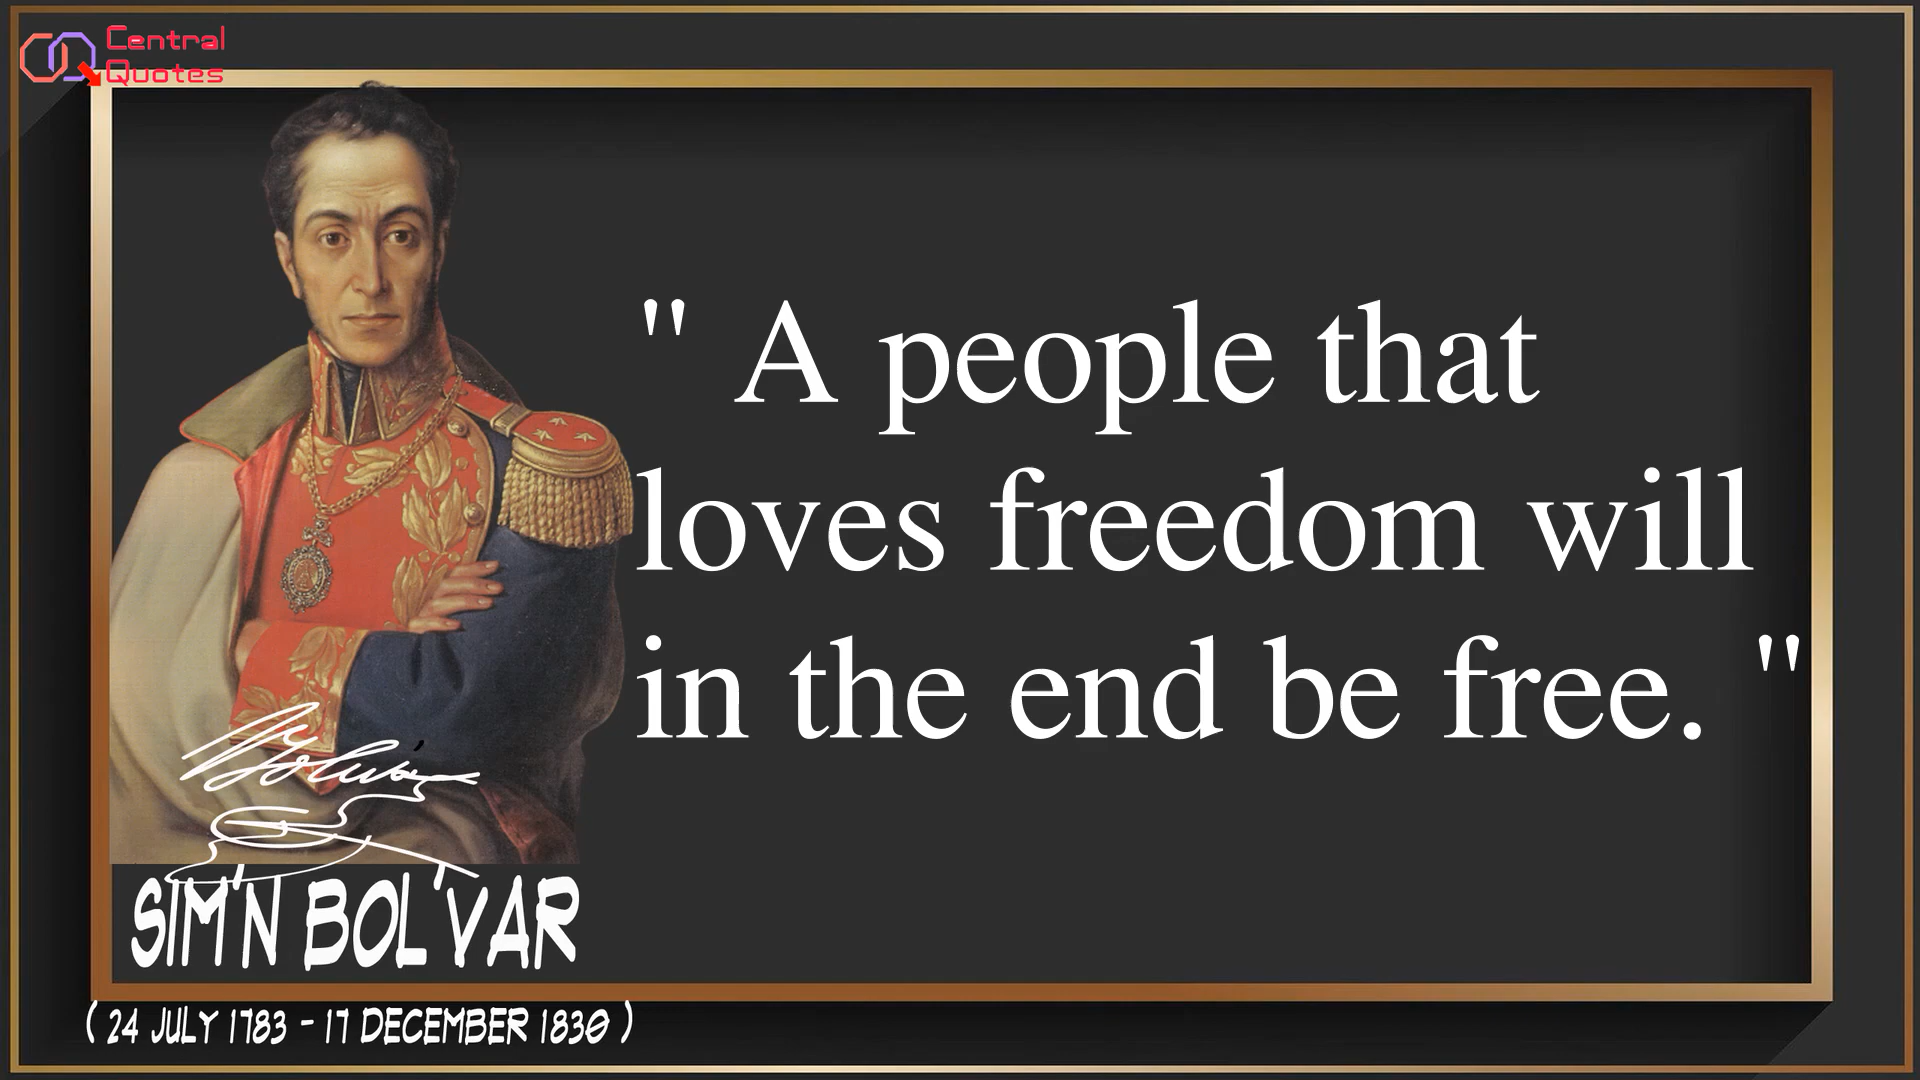 Central
Quotes
" A people that
loves freedom will
in the end be free. "
Bolivar
SIM'N BOL'VAR
( 24 JULY 1783 - 17 DECEMBER 1830 )